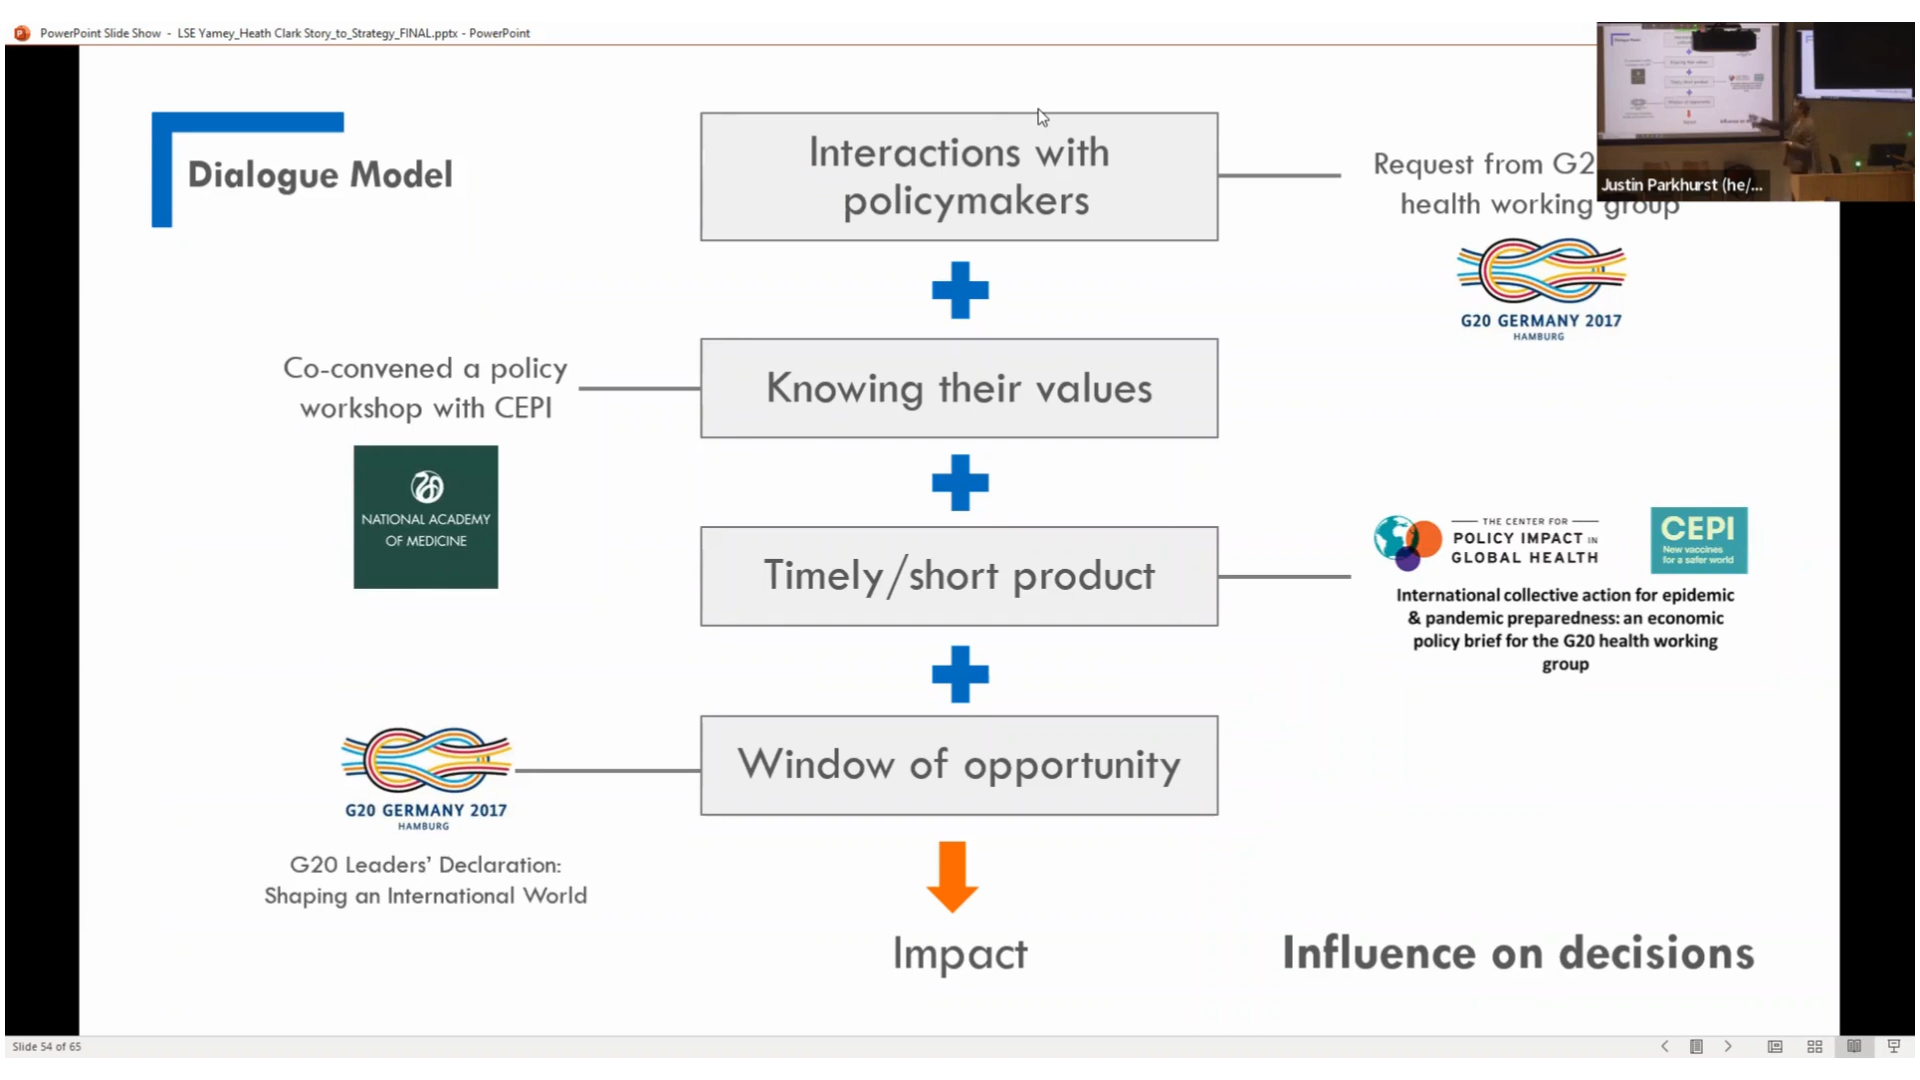 PowerPoint Slide Show - LSE Yamey_Heath Clark Story_to_Strategy_FINAL.pptx - PowerPoint
Dialogue Model
Interactions with
policymakers
Request from G2
health working group
Justin Parkhurst (he/...
G20 GERMANY 2017
HAMBURG
Co-convened a policy
workshop with CEPI
NATIONAL ACADEMY
OF MEDICINE
Knowing their values
Timely/short product
THE CENTER FOR
POLICY IMPACT IN
GLOBAL HEALTH
CEPI
New vaccines
for a safer world
International collective action for epidemic
& pandemic preparedness: an economic
policy brief for the G20 health working
group
Window of opportunity
G20 GERMANY 2017
HAMBURG
G20 Leaders’ Declaration:
Shaping an International World
Impact
Influence on decisions
Slide 54 of 65